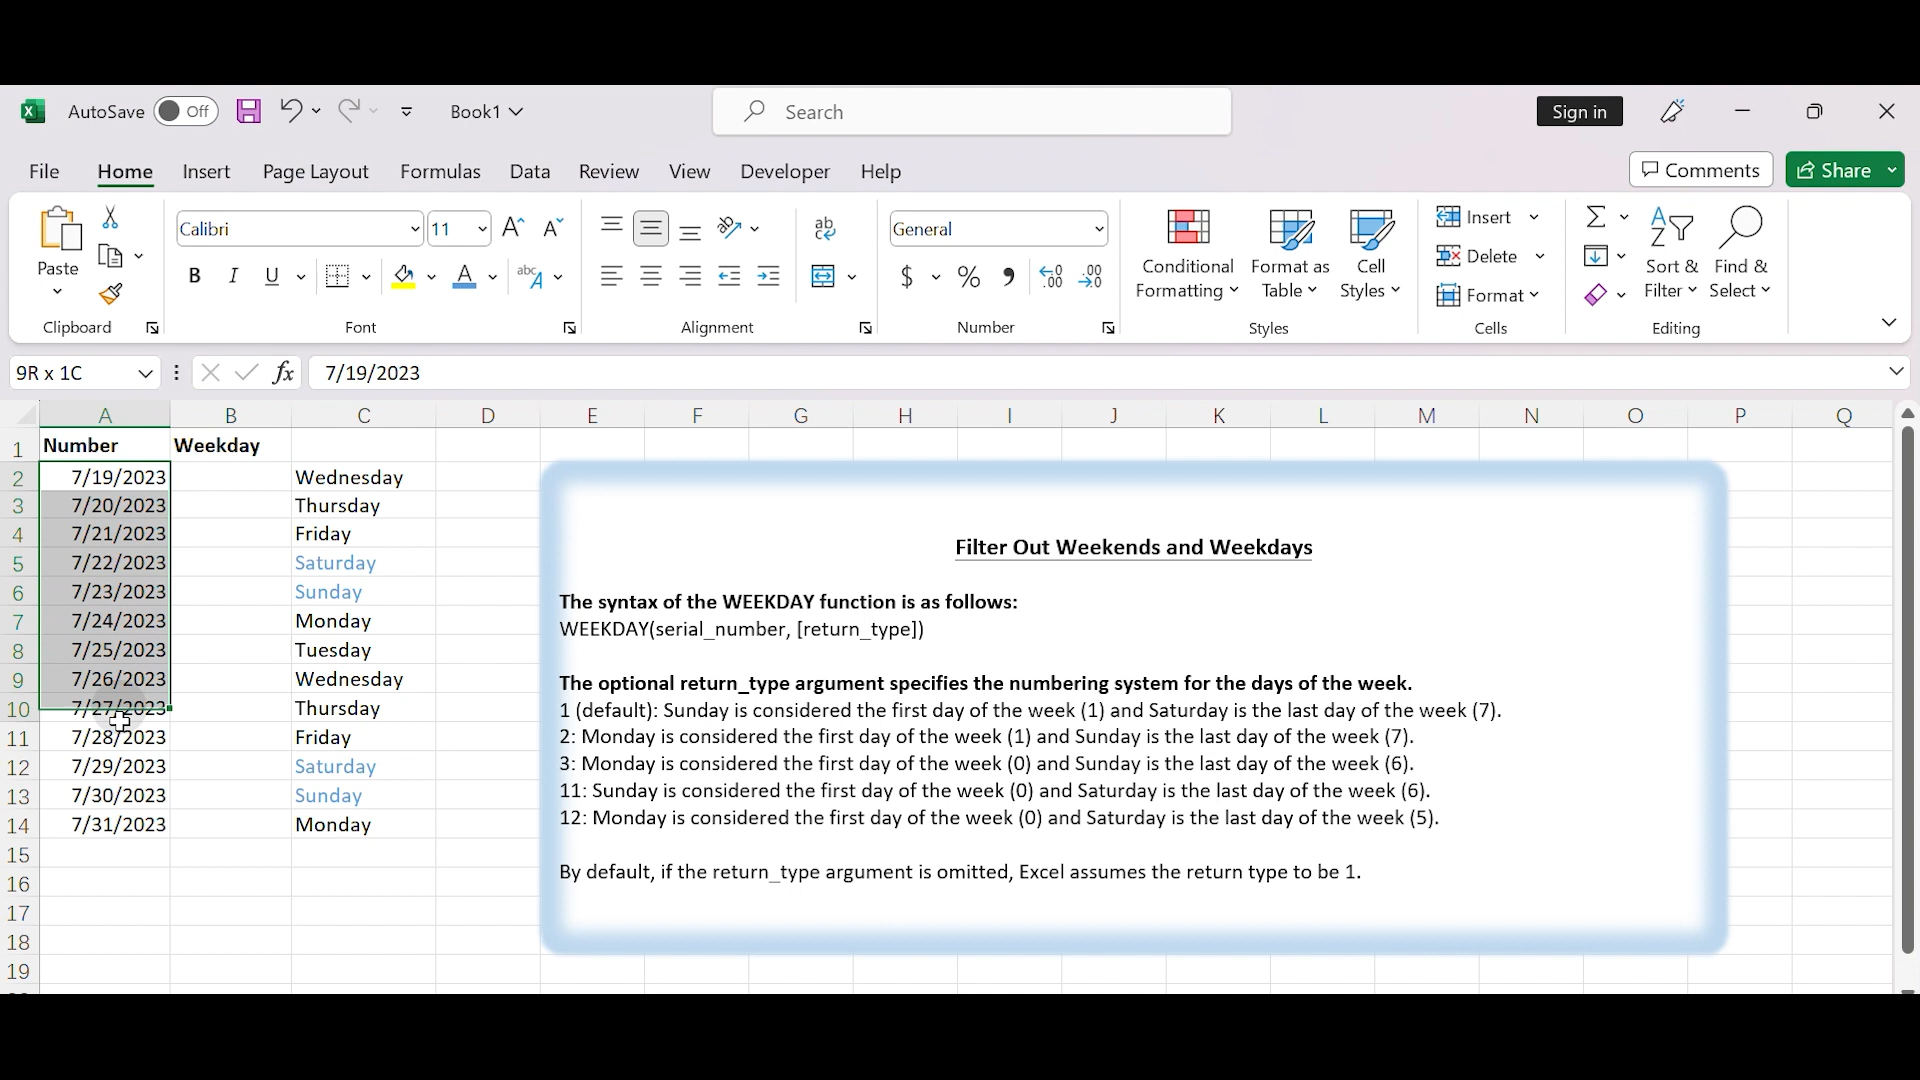 AutoSave Off Book1 Search Sign in
File Home Insert Page Layout Formulas Data Review View Developer Help Comments Share
Paste
Clipboard
Calibri 11
B I U A abc A
Font
ab
Alignment
General
$ % , .00 .00
Number
Conditional Formatting
Format as Table
Cell Styles
Styles
Insert
Delete
Format
Cells
Sort & Filter
Find & Select
Editing
9R x 1C fx 7/19/2023
A B C D E F G H I J K L M N O P Q
1 Number Weekday
2 7/19/2023 Wednesday
3 7/20/2023 Thursday
4 7/21/2023 Friday
5 7/22/2023 Saturday
6 7/23/2023 Sunday
7 7/24/2023 Monday
8 7/25/2023 Tuesday
9 7/26/2023 Wednesday
10 7/27/2023 Thursday
11 7/28/2023 Friday
12 7/29/2023 Saturday
13 7/30/2023 Sunday
14 7/31/2023 Monday
15
16
17
18
19
Filter Out Weekends and Weekdays
The syntax of the WEEKDAY function is as follows:
WEEKDAY(serial_number, [return_type])
The optional return_type argument specifies the numbering system for the days of the week.
1 (default): Sunday is considered the first day of the week (1) and Saturday is the last day of the week (7).
2: Monday is considered the first day of the week (1) and Sunday is the last day of the week (7).
3: Monday is considered the first day of the week (0) and Sunday is the last day of the week (6).
11: Sunday is considered the first day of the week (0) and Saturday is the last day of the week (6).
12: Monday is considered the first day of the week (0) and Saturday is the last day of the week (5).
By default, if the return_type argument is omitted, Excel assumes the return type to be 1.